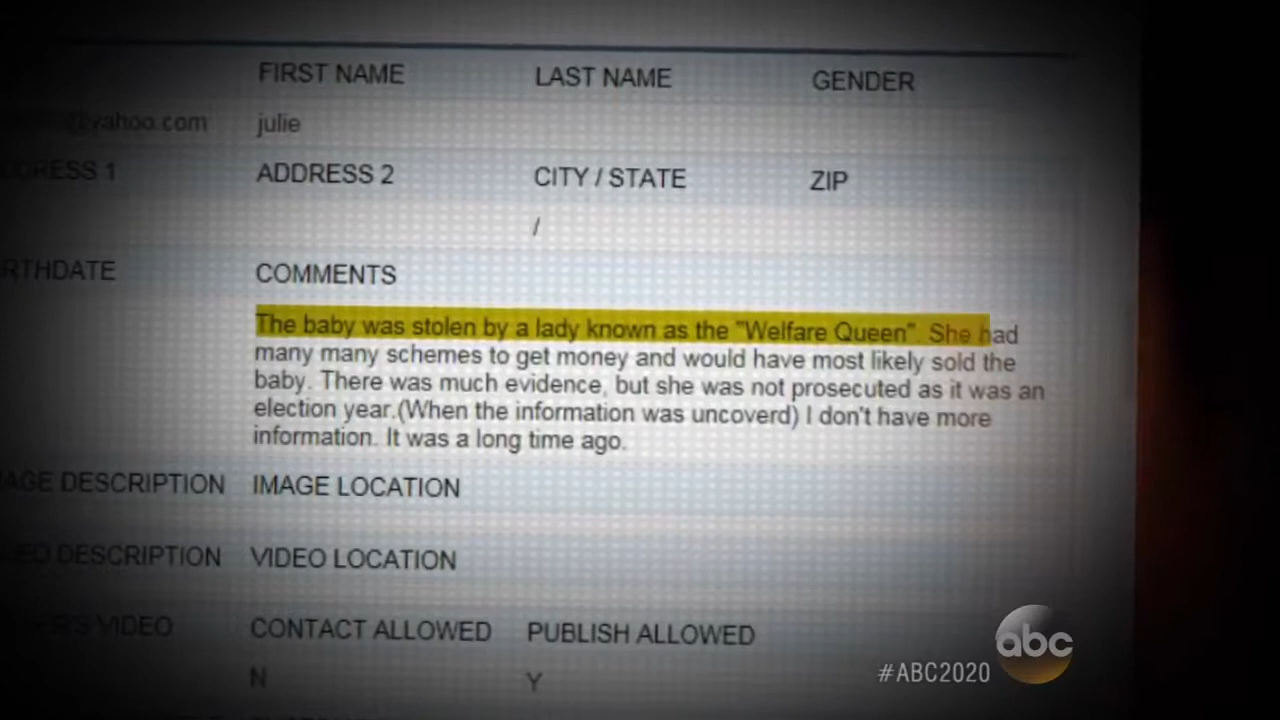 FIRST NAME LAST NAME GENDER
@yahoo.com julie
ADDRESS 2 CITY / STATE ZIP
/
COMMENTS
The baby was stolen by a lady known as the "Welfare Queen". She had
many many schemes to get money and would have most likely sold the
baby. There was much evidence, but she was not prosecuted as it was an
election year.(When the information was uncoverd) I don't have more
information. It was a long time ago.
DESCRIPTION IMAGE LOCATION
DESCRIPTION VIDEO LOCATION
VIDEO CONTACT ALLOWED PUBLISH ALLOWED
N Y
#ABC2020 abc